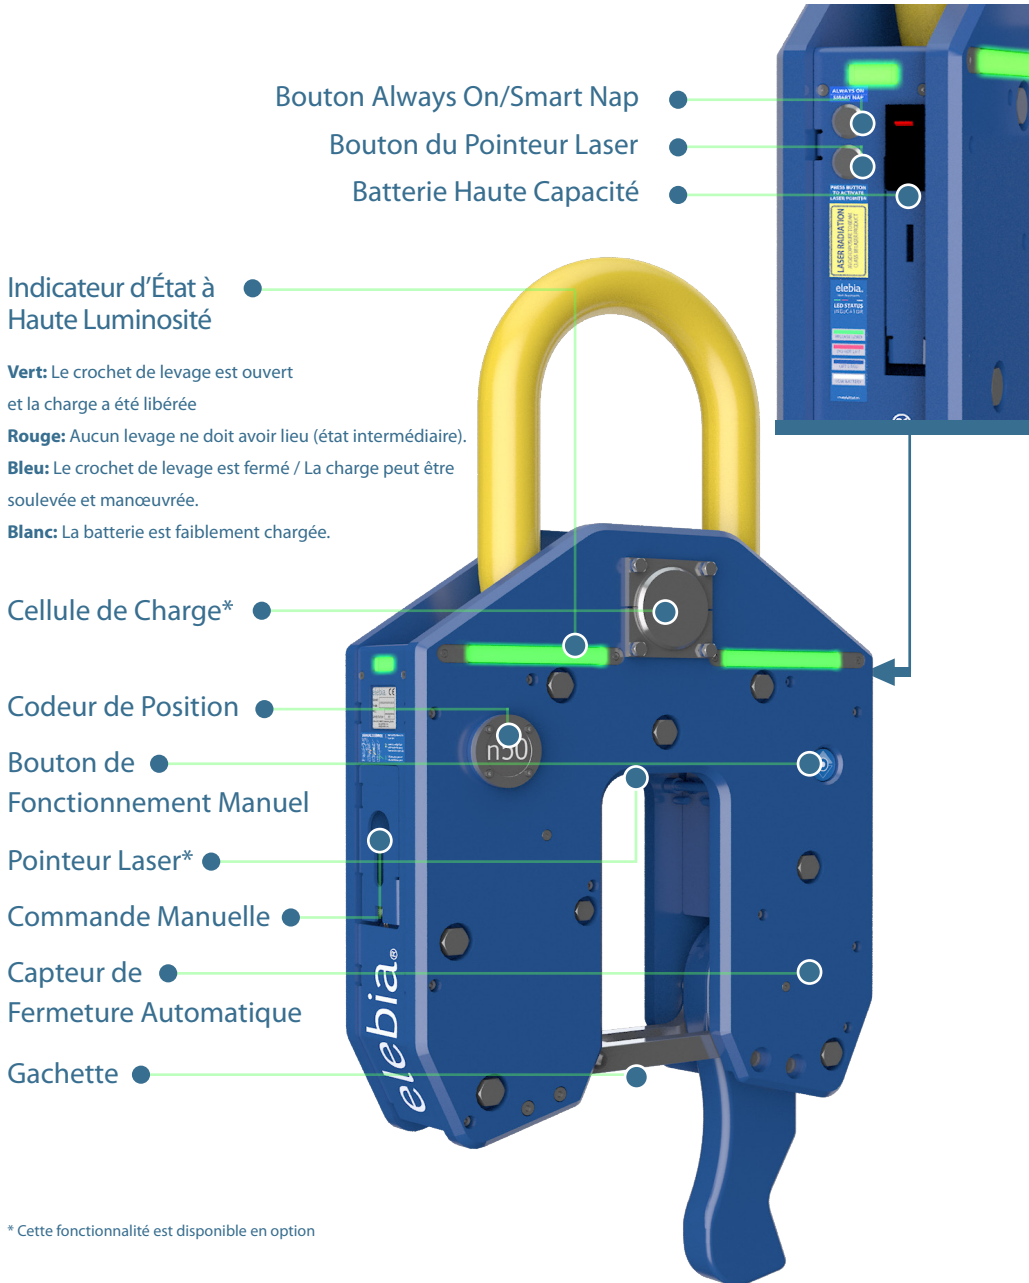 Bouton Always On/Smart Nap
Bouton du Pointeur Laser
Batterie Haute Capacité
ALWAYS ON
SMART NAP
PRESS BUTTON
TO ACTIVATE
LASER POINTER
LASER RADIATION
elebia.
LED STATUS
INDICATOR
Indicateur d’État à
Haute Luminosité
Vert: Le crochet de levage est ouvert
et la charge a été libérée
Rouge: Aucun levage ne doit avoir lieu (état intermédiaire).
Bleu: Le crochet de levage est fermé / La charge peut être
soulevée et manœuvrée.
Blanc: La batterie est faiblement chargée.
Cellule de Charge*
Codeur de Position
n50
Bouton de
Fonctionnement Manuel
Pointeur Laser*
Commande Manuelle
Capteur de
Fermeture Automatique
Gachette
elebia CE
elebia®
* Cette fonctionnalité est disponible en option